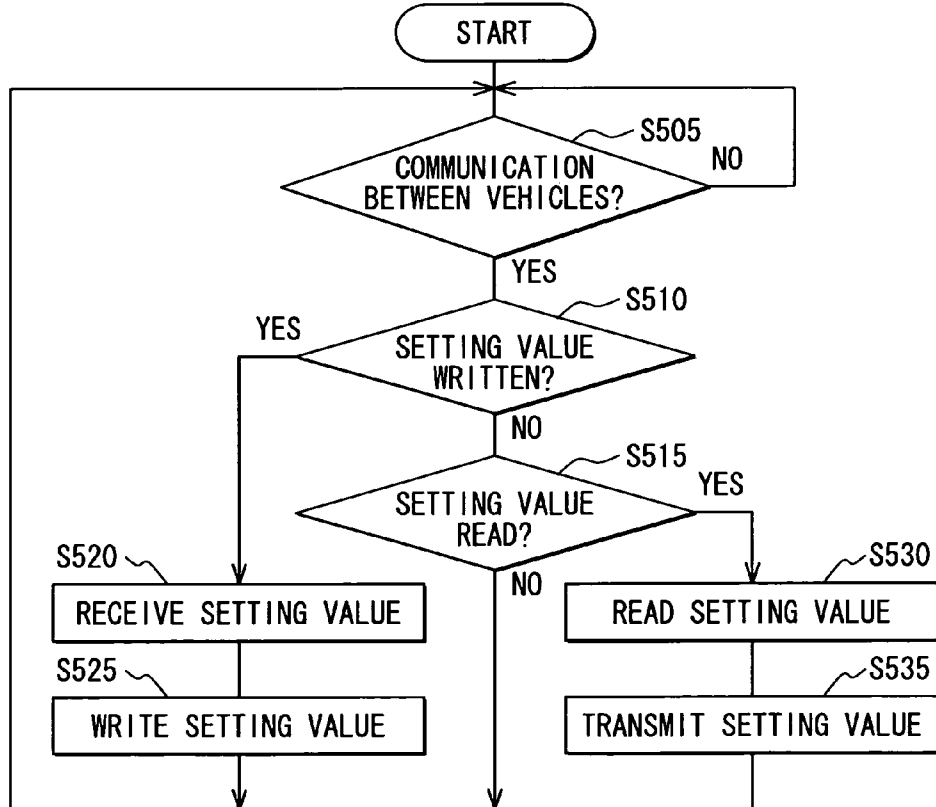 START
S505
COMMUNICATION
BETWEEN VEHICLES?
NO
YES
S510
YES
SETTING VALUE
WRITTEN?
NO
S515
YES
SETTING VALUE
READ?
NO
S520
RECEIVE SETTING VALUE
S530
READ SETTING VALUE
S525
WRITE SETTING VALUE
S535
TRANSMIT SETTING VALUE